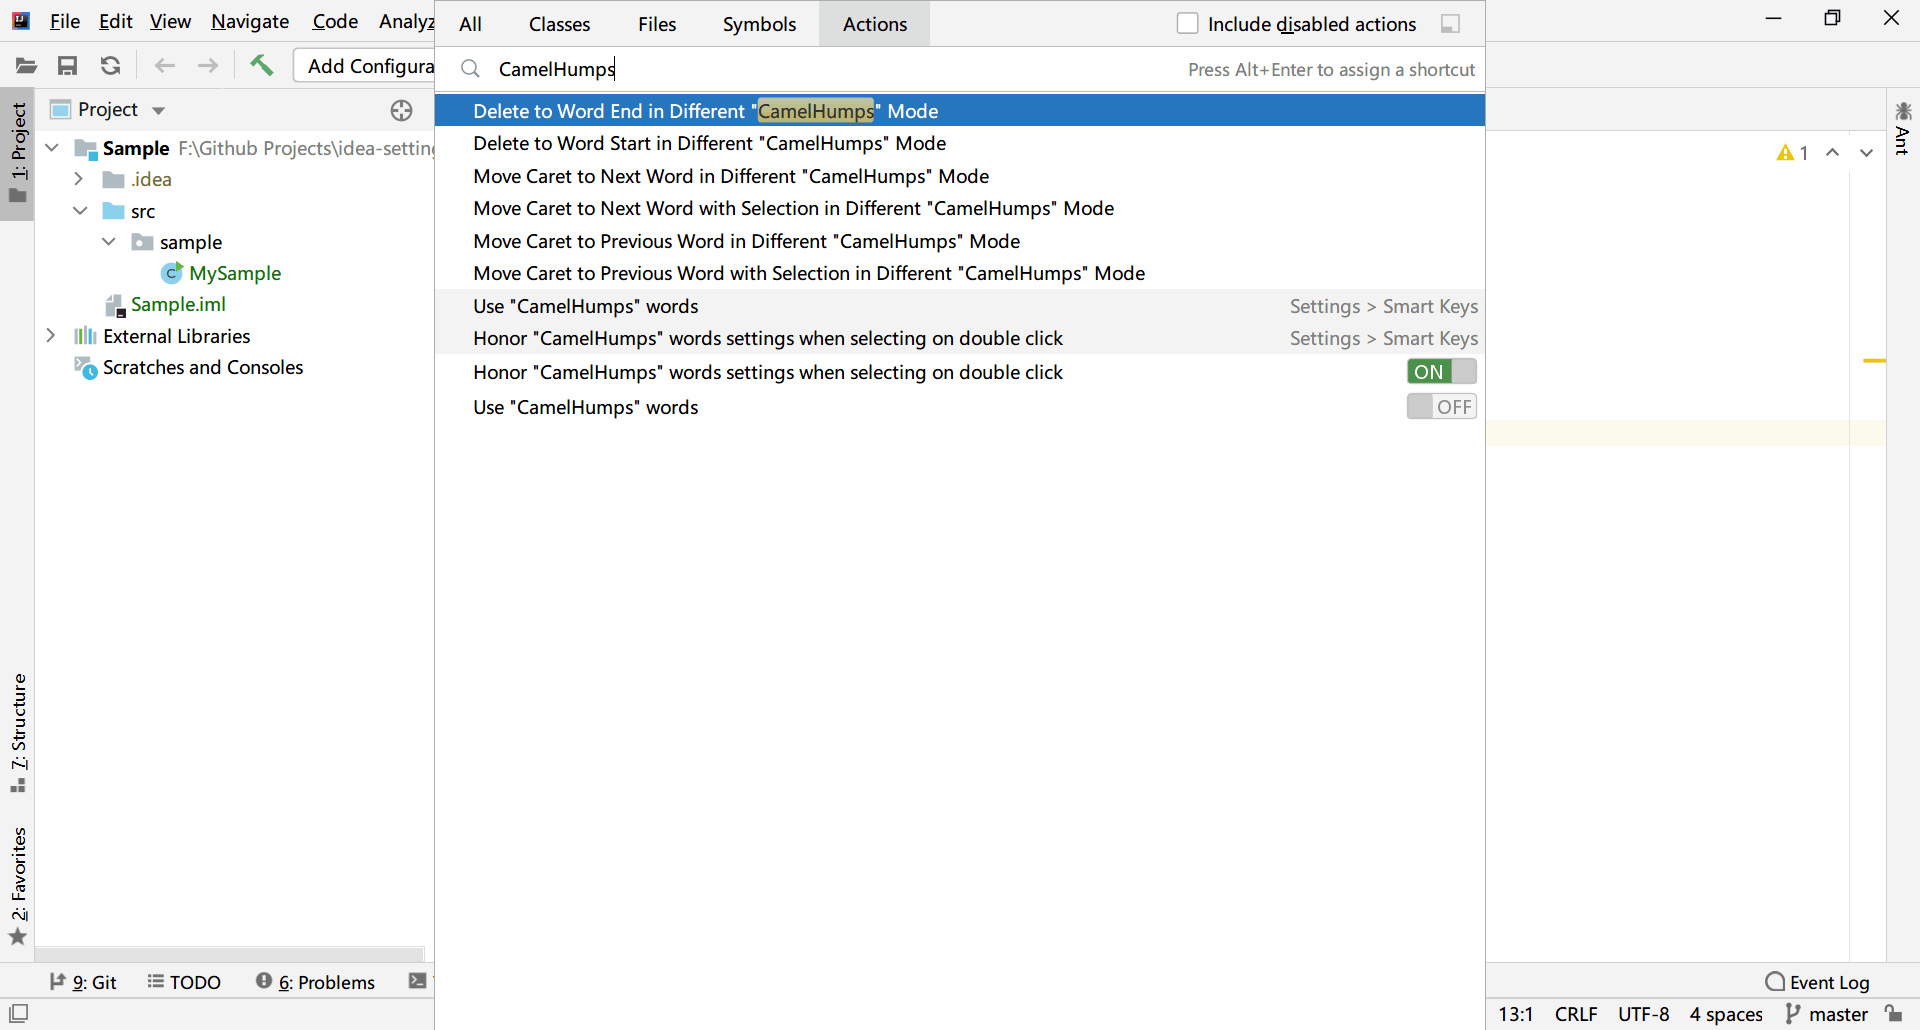 File Edit View Navigate Code Analyz
All Classes Files Symbols Actions Include disabled actions
Add Configura
CamelHumps Press Alt+Enter to assign a shortcut
Project
1: Project
Sample F:\Github Projects\idea-setting
.idea
src
sample
MySample
Sample.iml
External Libraries
Scratches and Consoles
7: Structure
2: Favorites
Delete to Word End in Different "CamelHumps" Mode
Delete to Word Start in Different "CamelHumps" Mode
Move Caret to Next Word in Different "CamelHumps" Mode
Move Caret to Next Word with Selection in Different "CamelHumps" Mode
Move Caret to Previous Word in Different "CamelHumps" Mode
Move Caret to Previous Word with Selection in Different "CamelHumps" Mode
Use "CamelHumps" words Settings > Smart Keys
Honor "CamelHumps" words settings when selecting on double click Settings > Smart Keys
Honor "CamelHumps" words settings when selecting on double click ON
Use "CamelHumps" words OFF
1
Ant
9: Git TODO 6: Problems
Event Log
13:1 CRLF UTF-8 4 spaces master